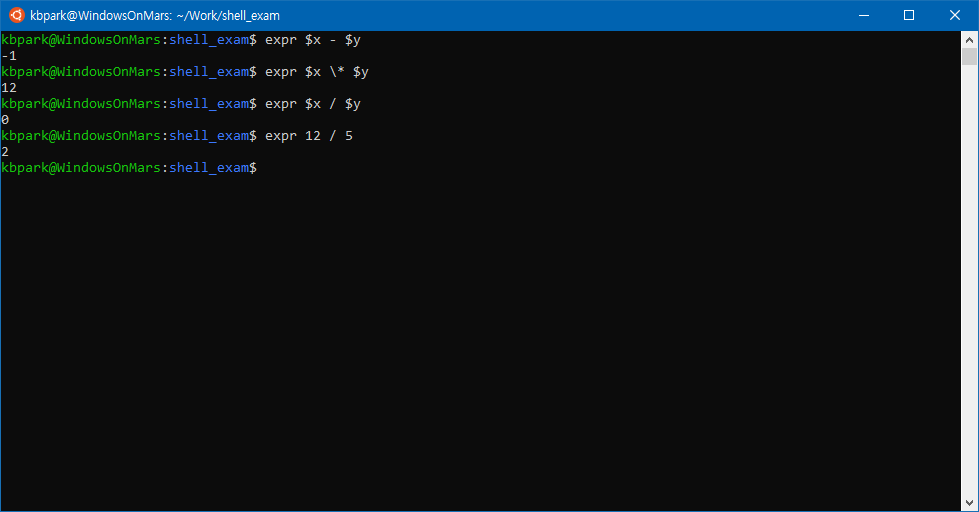 kbpark@WindowsOnMars: ~/Work/shell_exam
kbpark@WindowsOnMars:shell_exam$ expr $x - $y
-1
kbpark@WindowsOnMars:shell_exam$ expr $x \* $y
12
kbpark@WindowsOnMars:shell_exam$ expr $x / $y
0
kbpark@WindowsOnMars:shell_exam$ expr 12 / 5
2
kbpark@WindowsOnMars:shell_exam$